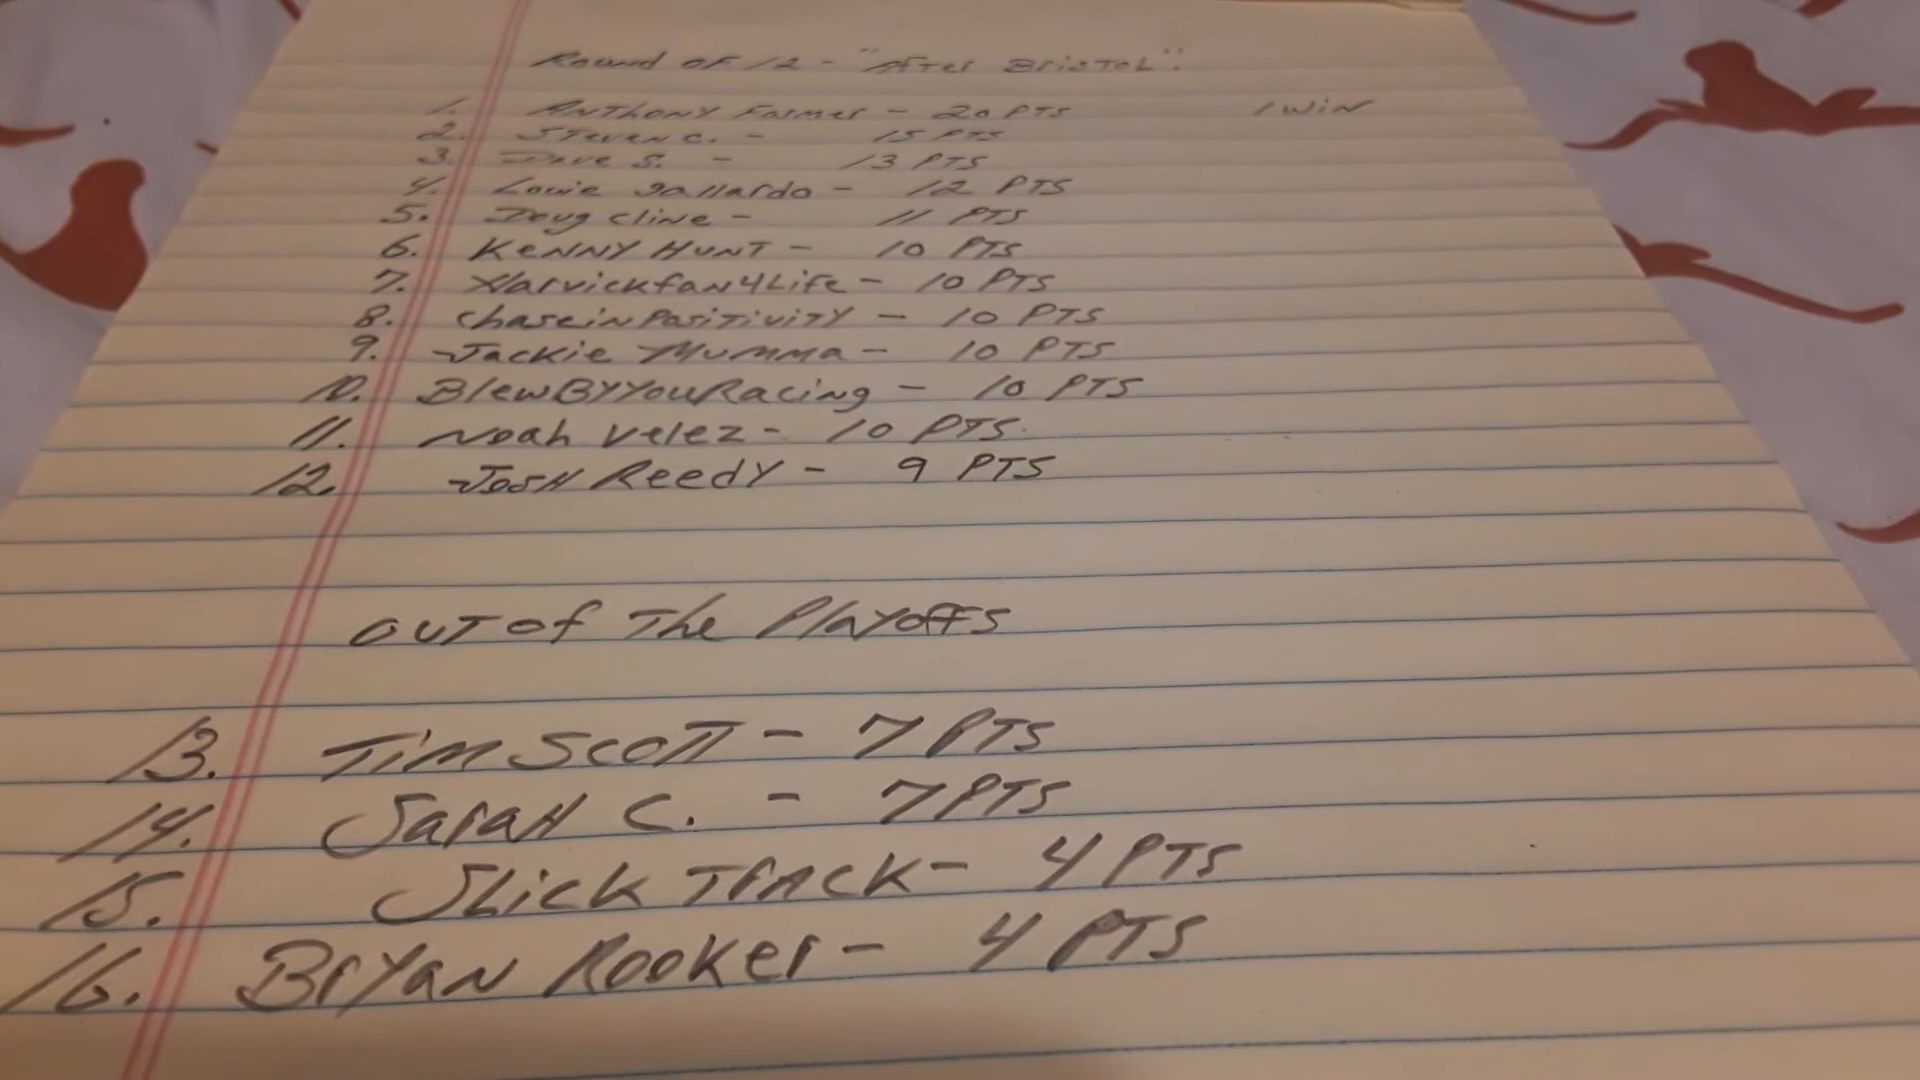 Round OF 12 - "After Bristol":
1. Anthony Farmer - 20 PTS 1 WIN
2. Steven C. - 15 PTS
3. Dave S. - 13 PTS
4. Louie Gallardo - 12 PTS
5. Doug Cline - 11 PTS
6. Kenny Hunt - 10 PTS
7. XHarvickfan4Life - 10 PTS
8. ChaseinPositivity - 10 PTS
9. Jackie Mumma - 10 PTS
10. BlewBYYouRacing - 10 PTS
11. Noah Velez - 10 PTS.
12. Josh Reedy - 9 PTS
Out of The Playoffs
13. Tim Scott - 7 PTS
14. Sarah C. - 7 PTS
15. Slick Track - 4 PTS
16. Bryan Rooker - 4 PTS